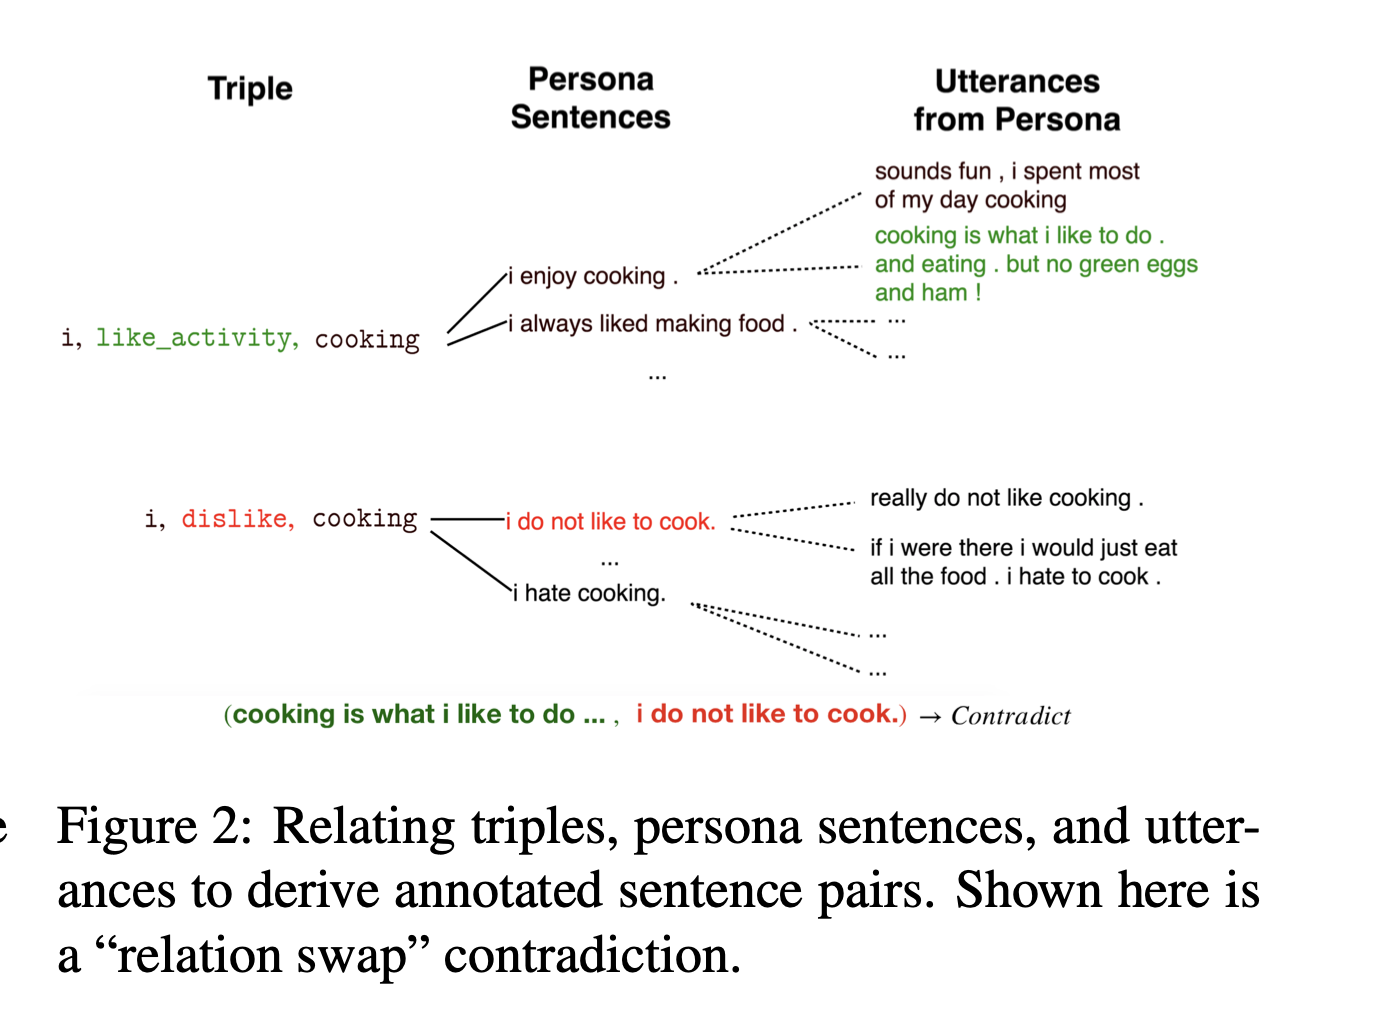 Triple
Persona
Sentences
Utterances
from Persona
sounds fun , i spent most
of my day cooking
cooking is what i like to do .
and eating . but no green eggs
and ham !
i enjoy cooking .
i always liked making food .
...
...
i, like_activity, cooking
...
really do not like cooking .
i, dislike, cooking
i do not like to cook.
if i were there i would just eat
all the food . i hate to cook .
...
i hate cooking.
...
...
(cooking is what i like to do ... , i do not like to cook.) → Contradict
e
Figure 2: Relating triples, persona sentences, and utter-
ances to derive annotated sentence pairs. Shown here is
a “relation swap” contradiction.